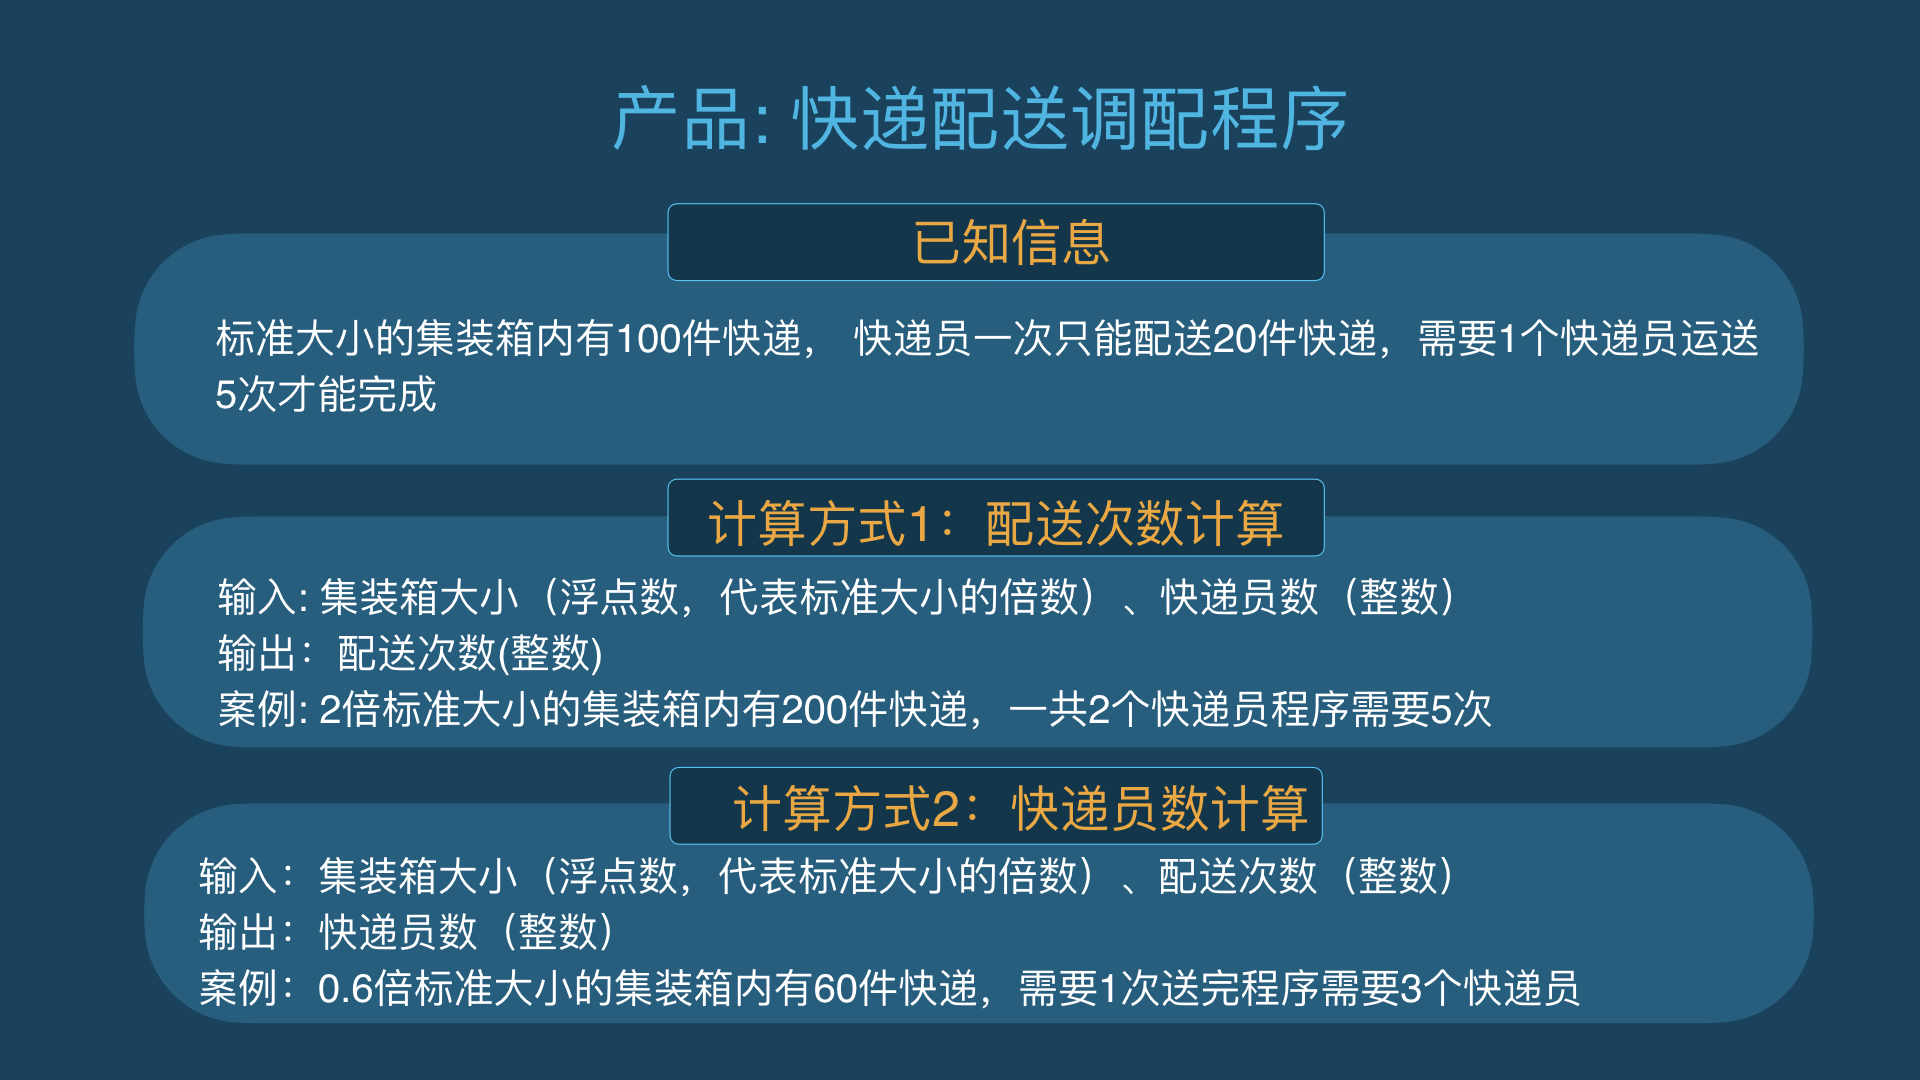 产品: 快递配送调配程序
已知信息
标准大小的集装箱内有100件快递， 快递员一次只能配送20件快递，需要1个快递员运送
5次才能完成
计算方式1：配送次数计算
输入: 集装箱大小（浮点数，代表标准大小的倍数）、快递员数（整数）
输出：配送次数(整数)
案例: 2倍标准大小的集装箱内有200件快递，一共2个快递员程序需要5次
计算方式2：快递员数计算
输入：集装箱大小（浮点数，代表标准大小的倍数）、配送次数（整数）
输出：快递员数（整数）
案例：0.6倍标准大小的集装箱内有60件快递，需要1次送完程序需要3个快递员